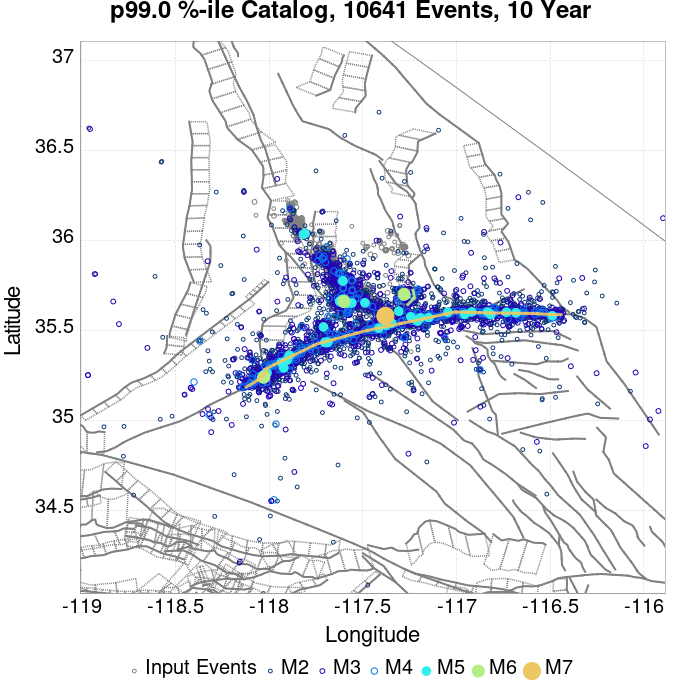 p99.0 %-ile Catalog, 10641 Events, 10 Year
37
36.5
36
35.5
35
34.5
Latitude
-119 -118.5 -118 -117.5 -117 -116.5 -116
Longitude
Input Events M2 M3 M4 M5 M6 M7